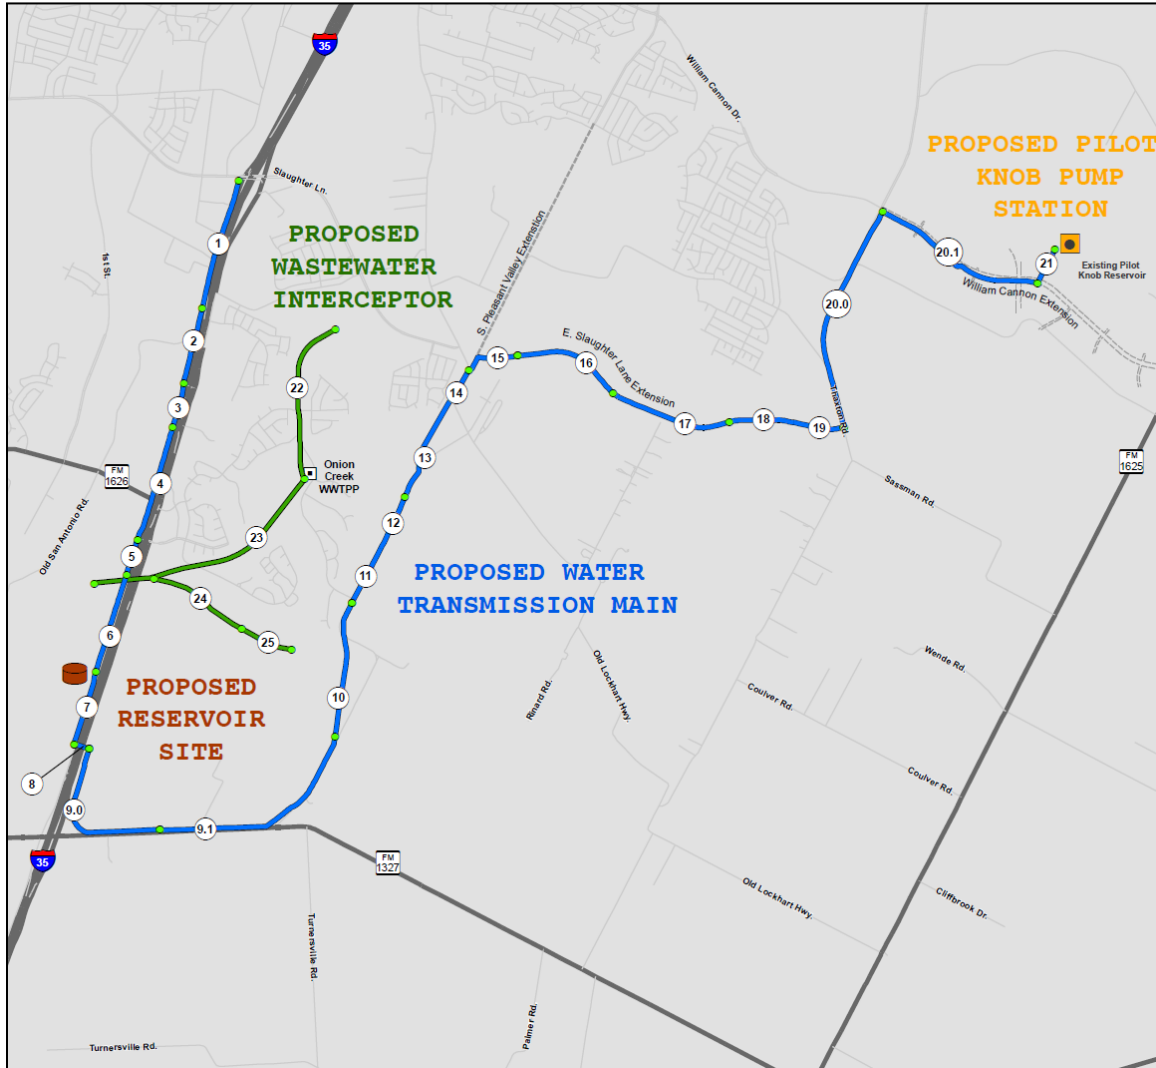 35
William Cannon Dr.
PROPOSED PILOT
KNOB PUMP
STATION
Slaughter Ln.
1
PROPOSED
WASTEWATER
INTERCEPTOR
1st St.
S. Pleasant Valley Extenstion
20.1
21
Existing Pilot
Knob Reservoir
William Cannon Extension
20.0
2
15
16
E. Slaughter Lane Extension
22
14
3
17
18
19
Thaxton Rd.
13
FM
1626
4
Onion
Creek
WWTPP
FM
1625
Sassman Rd.
Old San Antonio Rd.
12
23
5
11
PROPOSED WATER
TRANSMISSION MAIN
24
6
25
PROPOSED
RESERVOIR
SITE
7
10
Rinard Rd.
Old Lockhart Hwy.
Wende Rd.
Coulver Rd.
8
9.0
9.1
Coulver Rd.
35
FM
1327
Old Lockhart Hwy.
Cliffbrook Dr.
Turnersville Rd.
Palmer Rd.
Turnersville Rd.